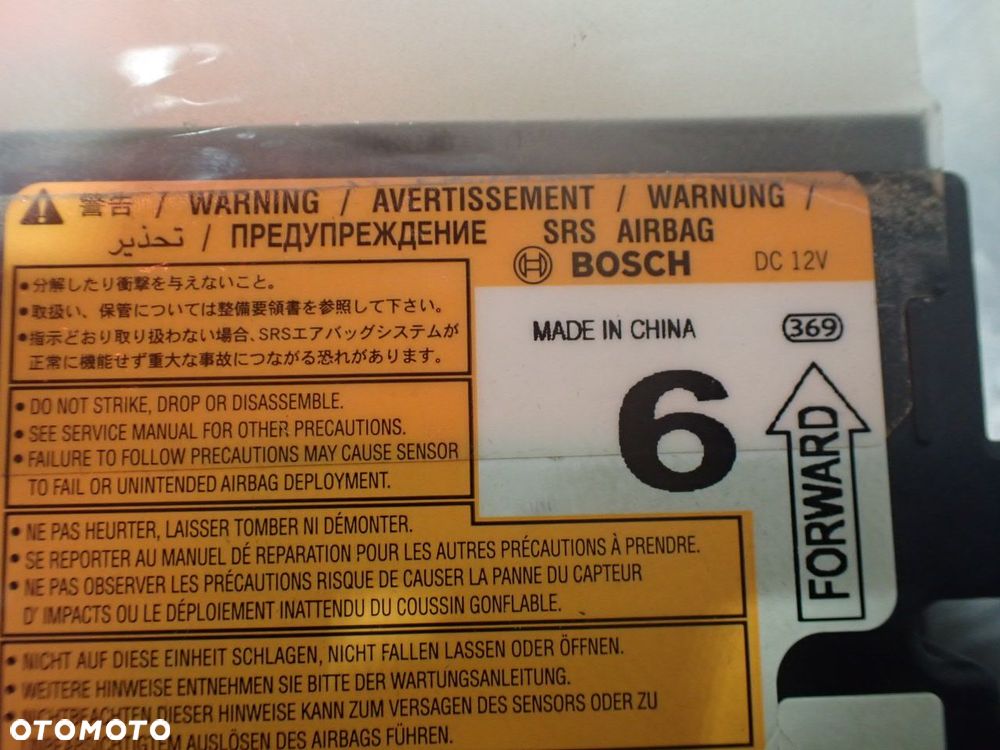 警告 / WARNING / AVERTISSEMENT / WARNUNG /
تحذير / ПРЕДУПРЕЖДЕНИЕ SRS AIRBAG
BOSCH DC 12V
•分解したり衝撃を与えないこと。
•取扱い、保管については整備要領書を参照して下さい。
•指示どおり取り扱わない場合、SRSエアバッグシステムが
正常に機能せず重大な事故につながる恐れがあります。
MADE IN CHINA 369
6
FORWARD
• DO NOT STRIKE, DROP OR DISASSEMBLE.
• SEE SERVICE MANUAL FOR OTHER PRECAUTIONS.
• FAILURE TO FOLLOW PRECAUTIONS MAY CAUSE SENSOR
TO FAIL OR UNINTENDED AIRBAG DEPLOYMENT.
• NE PAS HEURTER, LAISSER TOMBER NI DÉMONTER.
• SE REPORTER AU MANUEL DÉ REPARATION POUR LES AUTRES PRÉCAUTIONS À PRENDRE.
• NE PAS OBSERVER LES PRÉCAUTIONS RISQUE DE CAUSER LA PANNE DU CAPTEUR
D' IMPACTS OU LE DÉPLOIEMENT INATTENDU DU COUSSIN GONFLABLE.
• NICHT AUF DIESE EINHEIT SCHLAGEN, NICHT FALLEN LASSEN ODER ÖFFNEN.
• WEITERE HINWEISE ENTNEHMEN SIE BITTE DER WARTUNGSANLEITUNG.
• NICHTBEACHTEN DIESER HINWEISE KANN ZUM VERSAGEN DES SENSORS ODER ZU
AUSLÖSEN DES AIRBAGS FÜHREN.
OTOMOTO